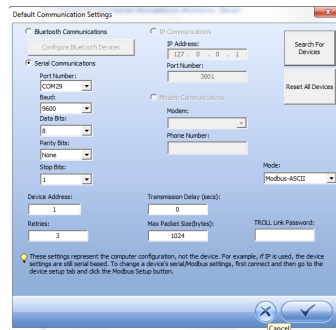 Default Communication Settings
Bluetooth Communications
Configure Bluetooth Devices
Serial Communications
Port Number:
COM29
Baud:
9600
Data Bits:
8
Parity Bits:
None
Stop Bits:
1
IP Communications
IP Address:
127 . 0 . 8 . 1
Port Number:
3001
Modem Communications
Modem:
Phone Number:
Search For
Devices
Reset All Devices
Mode:
Modbus-ASCII
Device Address:
1
Transmission Delay (secs):
0
Retries:
3
Max Packet Size(bytes):
1024
TROLL Link Password:
These settings represent the computer configuration, not the device. For example, if IP is used, the device
settings are still serial based. To change a device's serial/Modbus settings, first connect and then go to the
device setup tab and click the Modbus Setup button.
Cancel